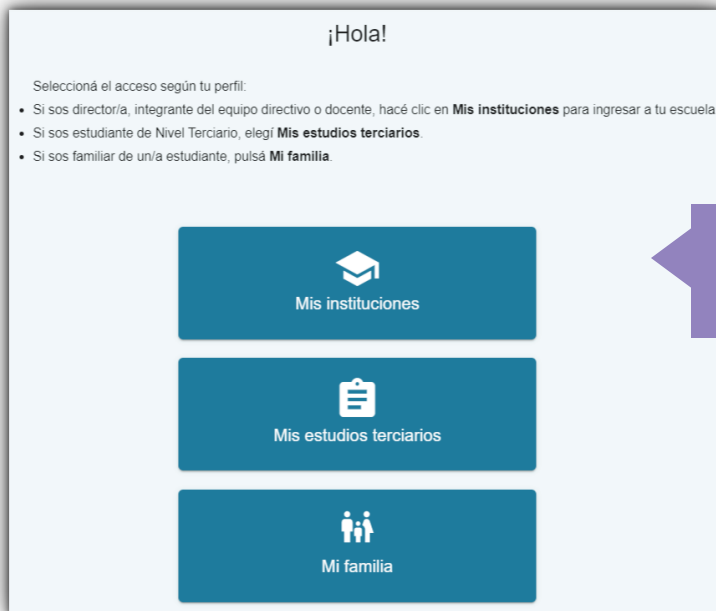 ¡Hola!
Seleccioná el acceso según tu perfil:
• Si sos director/a, integrante del equipo directivo o docente, hacé clic en Mis instituciones para ingresar a tu escuela
• Si sos estudiante de Nivel Terciario, elegí Mis estudios terciarios.
• Si sos familiar de un/a estudiante, pulsá Mi familia.
Mis instituciones
Mis estudios terciarios
Mi familia